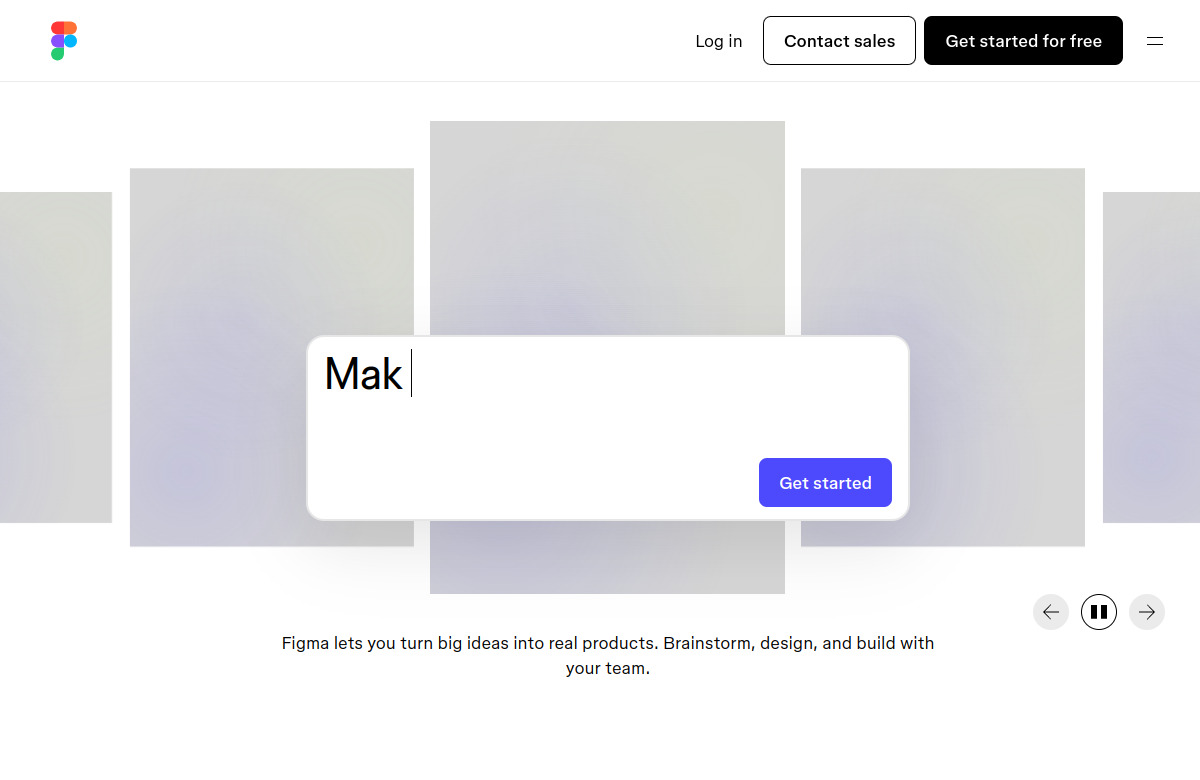 Log in
Contact sales
Get started for free
Mak
Get started
Figma lets you turn big ideas into real products. Brainstorm, design, and build with
your team.